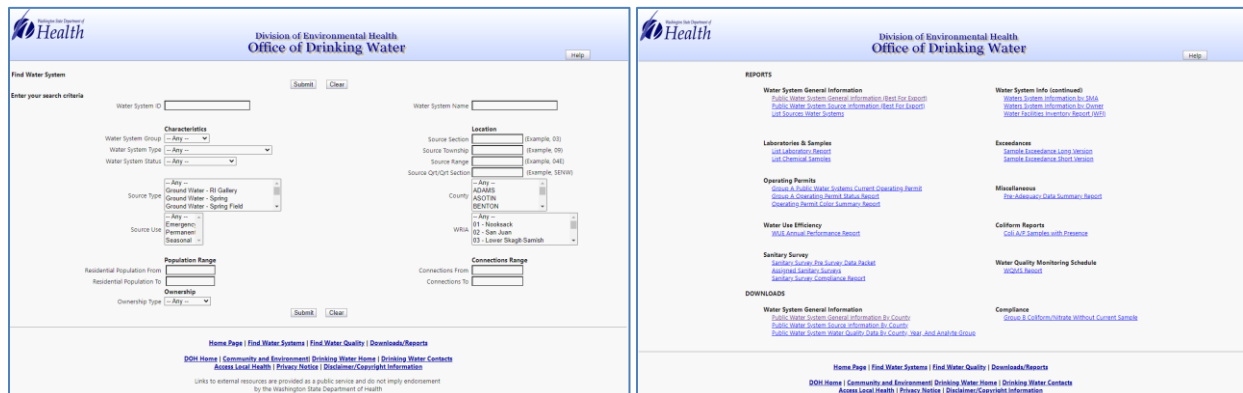 Washington State Department of
Health
Division of Environmental Health
Office of Drinking Water
Help
Find Water System
Submit Clear
Enter your search criteria
Water System ID
Water System Name
Characteristics
Location
Water System Group -- Any --
Source Section (Example, 03)
Water System Type -- Any --
Source Township (Example, 09)
Water System Status -- Any --
Source Range (Example, 04E)
Source Qrt/Qrt Section (Example, SENW)
Source Type
-- Any --
Ground Water - RI Gallery
Ground Water - Spring
Ground Water - Spring Field
County
-- Any --
ADAMS
ASOTIN
BENTON
Source Use
-- Any --
Emergency
Permanent
Seasonal
WRIA
-- Any --
01 - Nooksack
02 - San Juan
03 - Lower Skagit-Samish
Population Range
Connections Range
Residential Population From
Connections From
Residential Population To
Connections To
Ownership
Ownership Type -- Any --
Submit Clear
Home Page | Find Water Systems | Find Water Quality | Downloads/Reports
DOH Home | Community and Environment| Drinking Water Home | Drinking Water Contacts
Access Local Health | Privacy Notice | Disclaimer/Copyright Information
Links to external resources are provided as a public service and do not imply endorsement
by the Washington State Department of Health
Washington State Department of
Health
Division of Environmental Health
Office of Drinking Water
Help
REPORTS
Water System General Information
Public Water System General Information (Best For Export)
Public Water System Source Information (Best For Export)
List Sources Water Systems
Water System Info (continued)
Waters System Information by SMA
Waters System Information by Owner
Water Facilities Inventory Report (WFI)
Laboratories & Samples
List Laboratory Report
List Chemical Samples
Exceedances
Sample Exceedance Long Version
Sample Exceedance Short Version
Operating Permits
Group A Public Water Systems Current Operating Permit
Group A Operating Permit Status Report
Operating Permit Color Summary Report
Miscellaneous
Pre-Adequacy Data Summary Report
Water Use Efficiency
WUE Annual Performance Report
Coliform Reports
Coli A/P Samples with Presence
Sanitary Survey
Sanitary Survey Pre Survey Data Packet
Assigned Sanitary Surveys
Sanitary Survey Compliance Report
Water Quality Monitoring Schedule
WQMS Report
DOWNLOADS
Water System General Information
Public Water System General Information By County
Public Water System Source Information By County
Public Water System Water Quality Data By County, Year, And Analyte Group
Compliance
Group B Coliform/Nitrate Without Current Sample
Home Page | Find Water Systems | Find Water Quality | Downloads/Reports
DOH Home | Community and Environment| Drinking Water Home | Drinking Water Contacts
Access Local Health | Privacy Notice | Disclaimer/Copyright Information